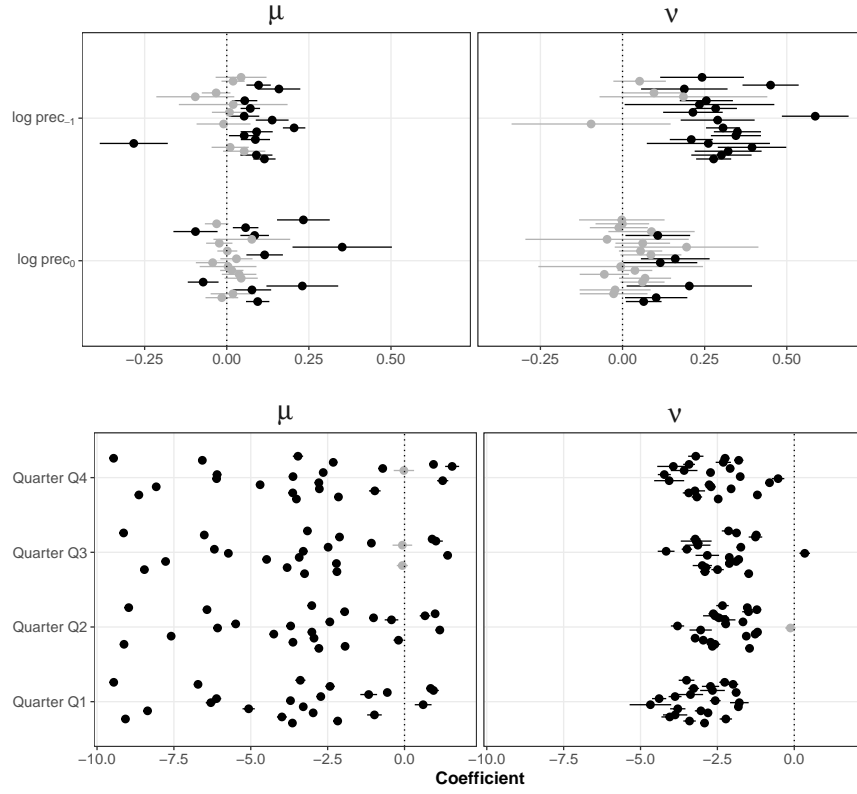 μ ν
log prec₋₁
log prec₀
−0.25 0.00 0.25 0.50 −0.25 0.00 0.25 0.50
μ ν
Quarter Q4
Quarter Q3
Quarter Q2
Quarter Q1
−10.0 −7.5 −5.0 −2.5 0.0 −10.0 −7.5 −5.0 −2.5 0.0
Coefficient